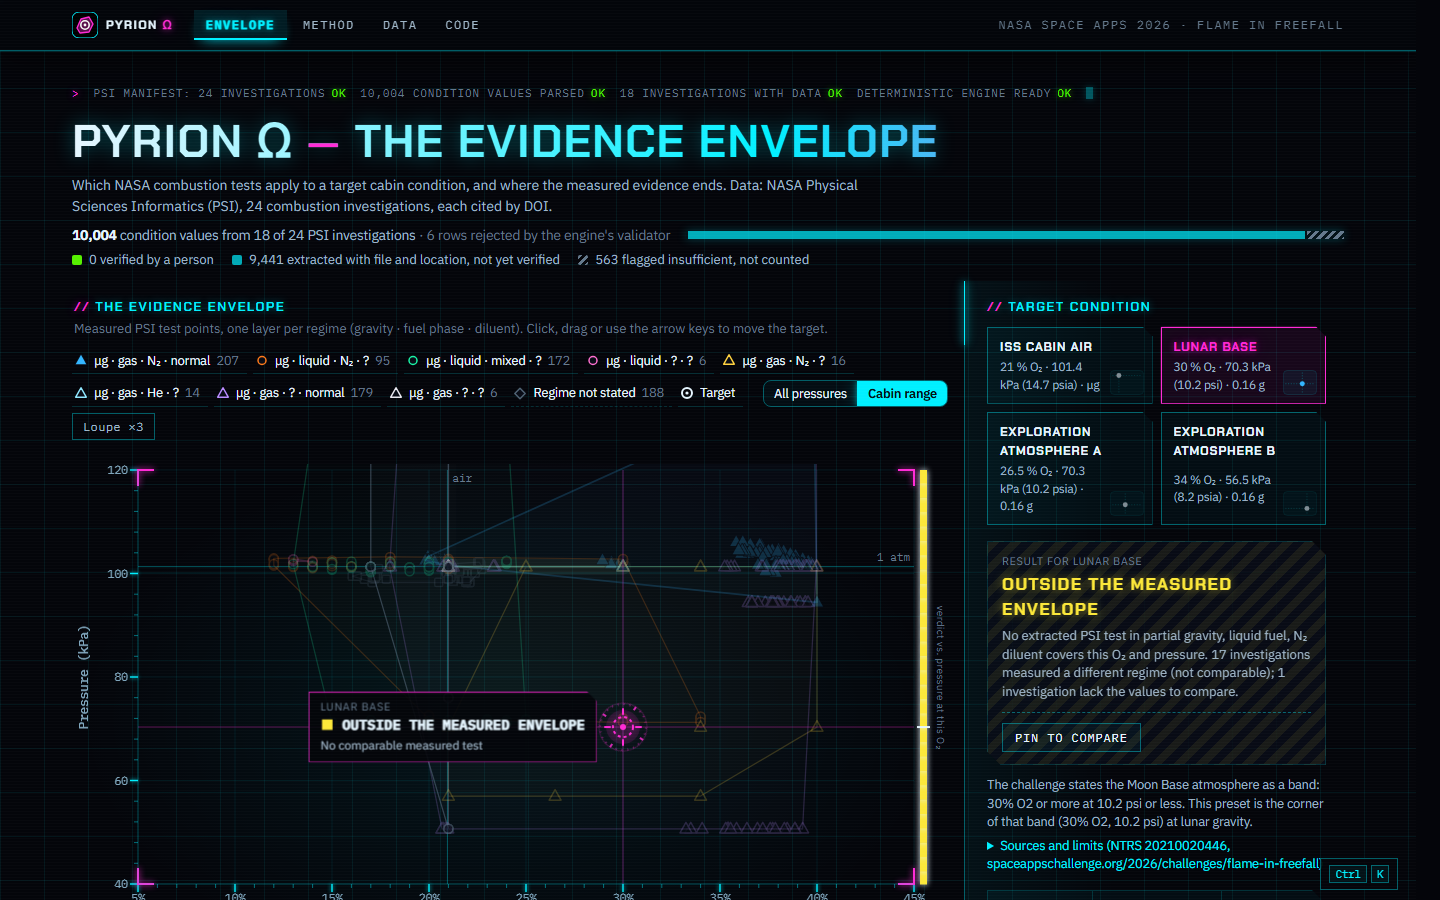 PYRION Ω
ENVELOPE
METHOD
DATA
CODE
NASA SPACE APPS 2026 · FLAME IN FREEFALL
> PSI MANIFEST: 24 INVESTIGATIONS OK 10,004 CONDITION VALUES PARSED OK 18 INVESTIGATIONS WITH DATA OK DETERMINISTIC ENGINE READY OK
PYRION Ω — THE EVIDENCE ENVELOPE
Which NASA combustion tests apply to a target cabin condition, and where the measured evidence ends. Data: NASA Physical
Sciences Informatics (PSI), 24 combustion investigations, each cited by DOI.
10,004 condition values from 18 of 24 PSI investigations · 6 rows rejected by the engine's validator
0 verified by a person 9,441 extracted with file and location, not yet verified 563 flagged insufficient, not counted
// THE EVIDENCE ENVELOPE
Measured PSI test points, one layer per regime (gravity · fuel phase · diluent). Click, drag or use the arrow keys to move the target.
µg · gas · N₂ · normal 207 µg · liquid · N₂ · ? 95 µg · liquid · mixed · ? 172 µg · liquid · ? · ? 6 µg · gas · N₂ · ? 16
µg · gas · He · ? 14 µg · gas · ? · normal 179 µg · gas · ? · ? 6 Regime not stated 188 Target All pressures Cabin range
Loupe ×3
120
100
80
60
40
Pressure (kPa)
air
1 atm
LUNAR BASE
OUTSIDE THE MEASURED ENVELOPE
No comparable measured test
verdict vs. pressure at this O₂
5% 10% 15% 20% 25% 30% 35% 40% 45%
// TARGET CONDITION
ISS CABIN AIR
21 % O₂ · 101.4
kPa (14.7 psia) · µg
LUNAR BASE
30 % O₂ · 70.3 kPa
(10.2 psi) · 0.16 g
EXPLORATION
ATMOSPHERE A
26.5 % O₂ · 70.3
kPa (10.2 psia) ·
0.16 g
EXPLORATION
ATMOSPHERE B
34 % O₂ · 56.5 kPa
(8.2 psia) · 0.16 g
RESULT FOR LUNAR BASE
OUTSIDE THE MEASURED
ENVELOPE
No extracted PSI test in partial gravity, liquid fuel, N₂
diluent covers this O₂ and pressure. 17 investigations
measured a different regime (not comparable); 1
investigation lack the values to compare.
PIN TO COMPARE
The challenge states the Moon Base atmosphere as a band:
30% O2 or more at 10.2 psi or less. This preset is the corner
of that band (30% O2, 10.2 psi) at lunar gravity.
▶ Sources and limits (NTRS 20210020446,
spaceappschallenge.org/2026/challenges/flame-in-freefall)
Ctrl K